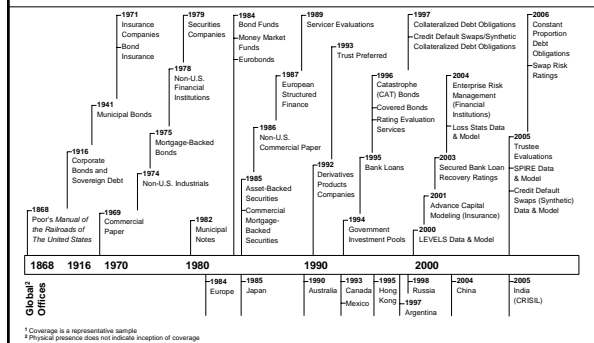 1971
Insurance
Companies
Bond
Insurance
1979
Securities
Companies
1984
Bond Funds
Money Market
Funds
Eurobonds
1989
Servicer Evaluations
1997
Collateralized Debt Obligations
Credit Default Swaps/Synthetic
Collateralized Debt Obligations
2006
Constant
Proportion
Debt
Obligations
Swap Risk
Ratings
1993
Trust Preferred
1978
Non-U.S.
Financial
Institutions
1987
European
Structured
Finance
1996
Catastrophe
(CAT) Bonds
Covered Bonds
Rating Evaluation
Services
2004
Enterprise Risk
Management
(Financial
Institutions)
Loss Stats Data
& Model
1941
Municipal Bonds
1975
Mortgage-Backed
Bonds
1986
Non-U.S.
Commercial Paper
2005
Trustee
Evaluations
SPIRE Data
& Model
Credit Default
Swaps (Synthetic)
Data & Model
1916
Corporate
Bonds and
Sovereign Debt
1995
Bank Loans
2003
Secured Bank Loan
Recovery Ratings
1974
Non-U.S. Industrials
1985
Asset-Backed
Securities
Commercial
Mortgage-
Backed
Securities
1992
Derivatives
Products
Companies
2001
Advance Capital
Modeling (Insurance)
1868
Poor's Manual of
the Railroads of
The United States
1969
Commercial
Paper
1982
Municipal
Notes
1994
Government
Investment Pools
2000
LEVELS Data & Model
1868 1916 1970 1980 1990 2000
Global²
Offices
1984
Europe
1985
Japan
1990
Australia
1993
Canada
Mexico
1995
Hong
Kong
1998
Russia
1997
Argentina
2004
China
2005
India
(CRISIL)
¹ Coverage is a representative sample
² Physical presence does not indicate inception of coverage